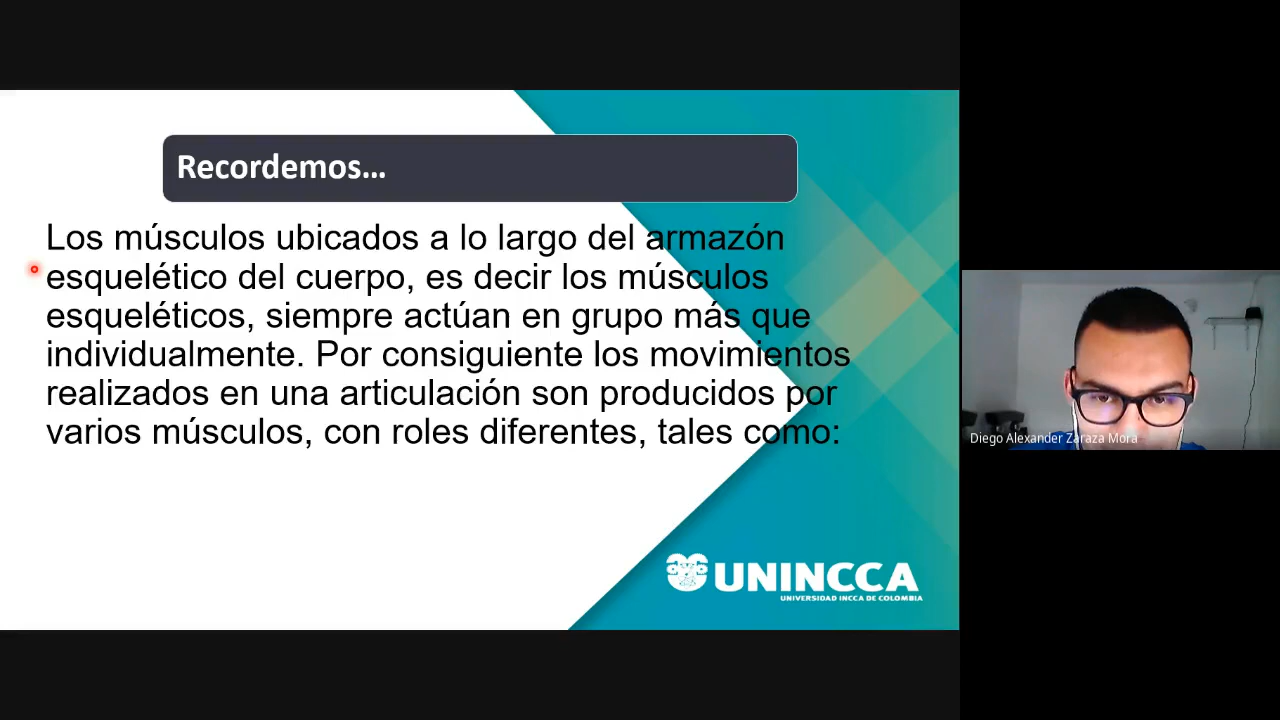 Recordemos...
Los músculos ubicados a lo largo del armazón
esquelético del cuerpo, es decir los músculos
esqueléticos, siempre actúan en grupo más que
individualmente. Por consiguiente los movimientos
realizados en una articulación son producidos por
varios músculos, con roles diferentes, tales como:
UNINCCA
UNIVERSIDAD INCCA DE COLOMBIA
Diego Alexander Zaraza Mora